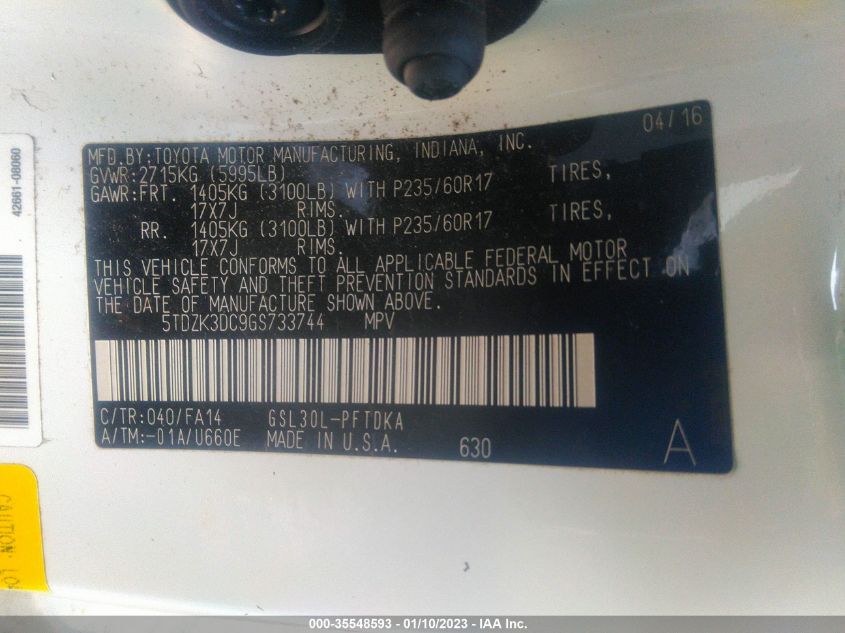 04/16
MFD.BY:TOYOTA MOTOR MANUFACTURING, INDIANA, INC.
GVWR:2715KG (5995LB)
GAWR:FRT. 1405KG (3100LB) WITH P235/60R17 TIRES,
17X7J RIMS.
RR. 1405KG (3100LB) WITH P235/60R17 TIRES,
17X7J RIMS.
THIS VEHICLE CONFORMS TO ALL APPLICABLE FEDERAL MOTOR
VEHICLE SAFETY AND THEFT PREVENTION STANDARDS IN EFFECT ON
THE DATE OF MANUFACTURE SHOWN ABOVE.
5TDZK3DC9GS733744 MPV
C/TR:040/FA14 GSL30L-PFTDKA
A/TM:-01A/U660E MADE IN U.S.A. 630 A
42661-08060
CAUTION:
000-35548593 - 01/10/2023 - IAA Inc.